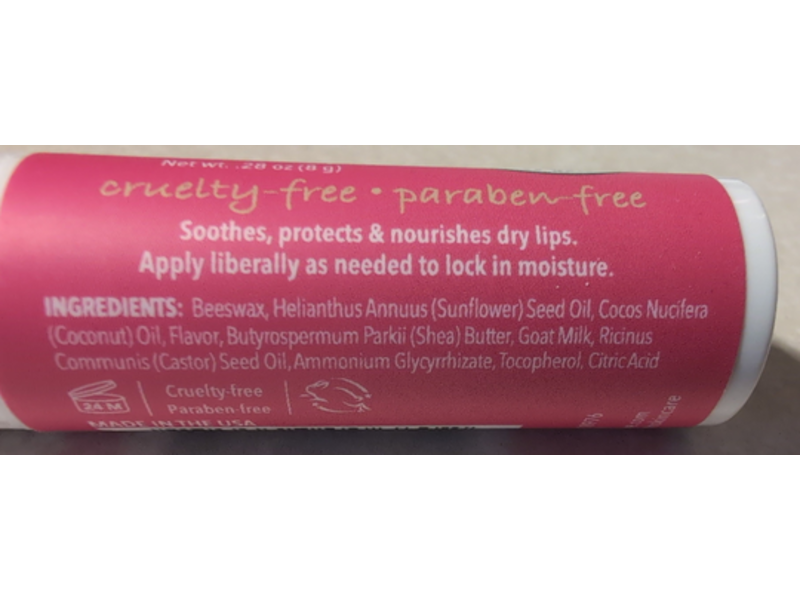 Net wt. .28 oz (8 g)
cruelty-free • paraben-free
Soothes, protects & nourishes dry lips.
Apply liberally as needed to lock in moisture.
INGREDIENTS: Beeswax, Helianthus Annuus (Sunflower) Seed Oil, Cocos Nucifera
(Coconut) Oil, Flavor, Butyrospermum Parkii (Shea) Butter, Goat Milk, Ricinus
Communis (Castor) Seed Oil, Ammonium Glycyrrhizate, Tocopherol, Citric Acid
24 M
Cruelty-free
Paraben-free
MADE IN THE USA